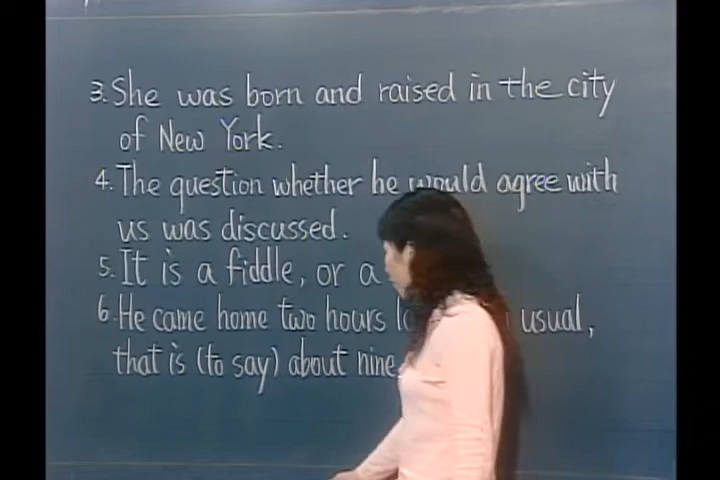 3. She was born and raised in the city
of New York.
4. The question whether he would agree with
us was discussed.
5. It is a fiddle, or a
6. He came home two hours usual,
that is (to say) about nine